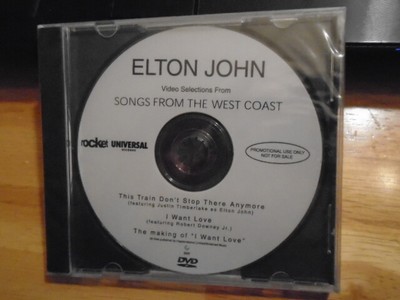 ELTON JOHN
Video Selections From
SONGS FROM THE WEST COAST
rocket UNIVERSAL
PROMOTIONAL USE ONLY
NOT FOR SALE
This Train Don't Stop There Anymore
(featuring Justin Timberlake as Elton John)
I Want Love
(featuring Robert Downey Jr.)
The making of "I Want Love"
DVD